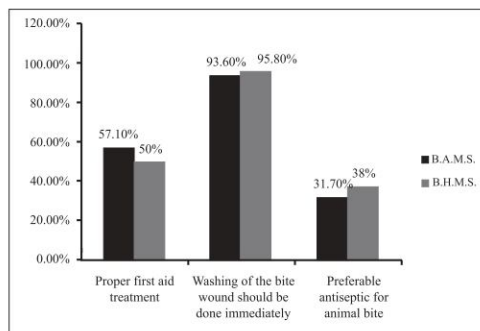 120.00%
100.00%
80.00%
60.00%
40.00%
20.00%
0.00%
57.10%
50%
93.60%
95.80%
31.70%
38%
Proper first aid
treatment
Washing of the bite
wound should be
done immediately
Preferable
antiseptic for
animal bite
B.A.M.S.
B.H.M.S.